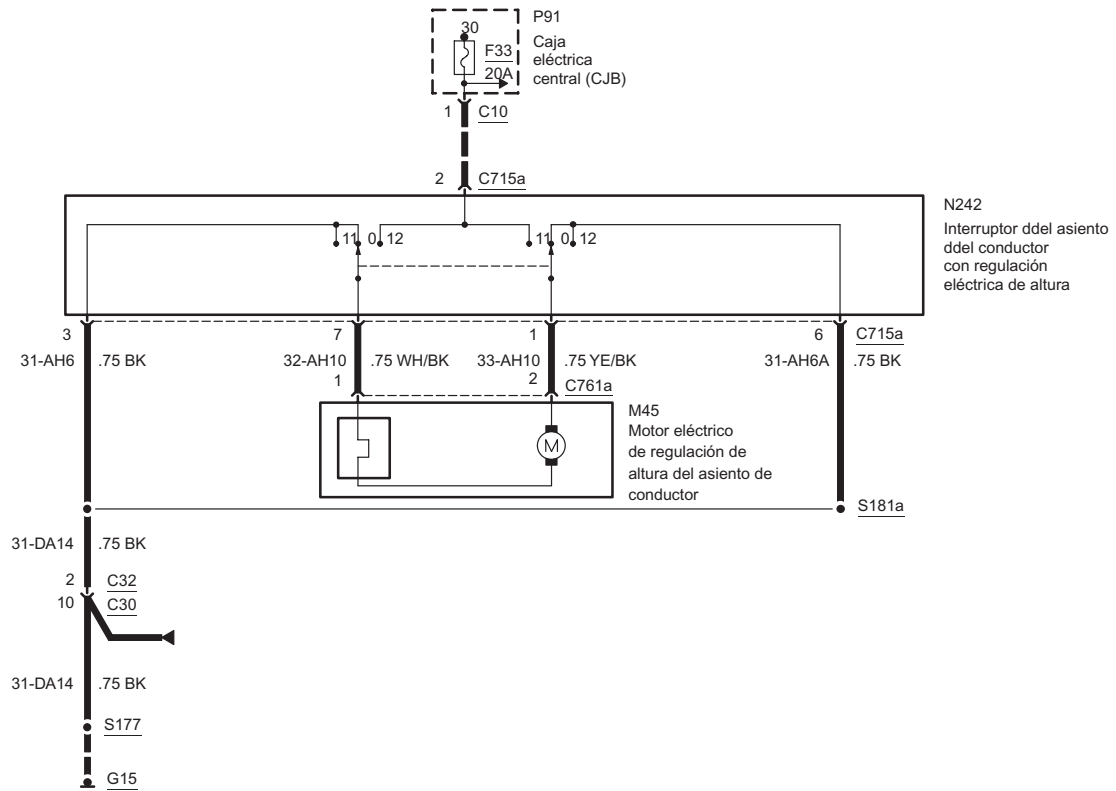 P91
30
Caja
eléctrica
central (CJB)
F33
20A
1 C10
2 C715a
N242
Interruptor ddel asiento
ddel conductor
con regulación
eléctrica de altura
11 0 12 11 0 12
3 7 1 6 C715a
31-AH6 .75 BK 32-AH10 .75 WH/BK 33-AH10 .75 YE/BK 31-AH6A .75 BK
1 2 C761a
M45
Motor eléctrico
de regulación de
altura del asiento de
conductor
M
S181a
31-DA14 .75 BK
2 C32
10 C30
31-DA14 .75 BK
S177
G15